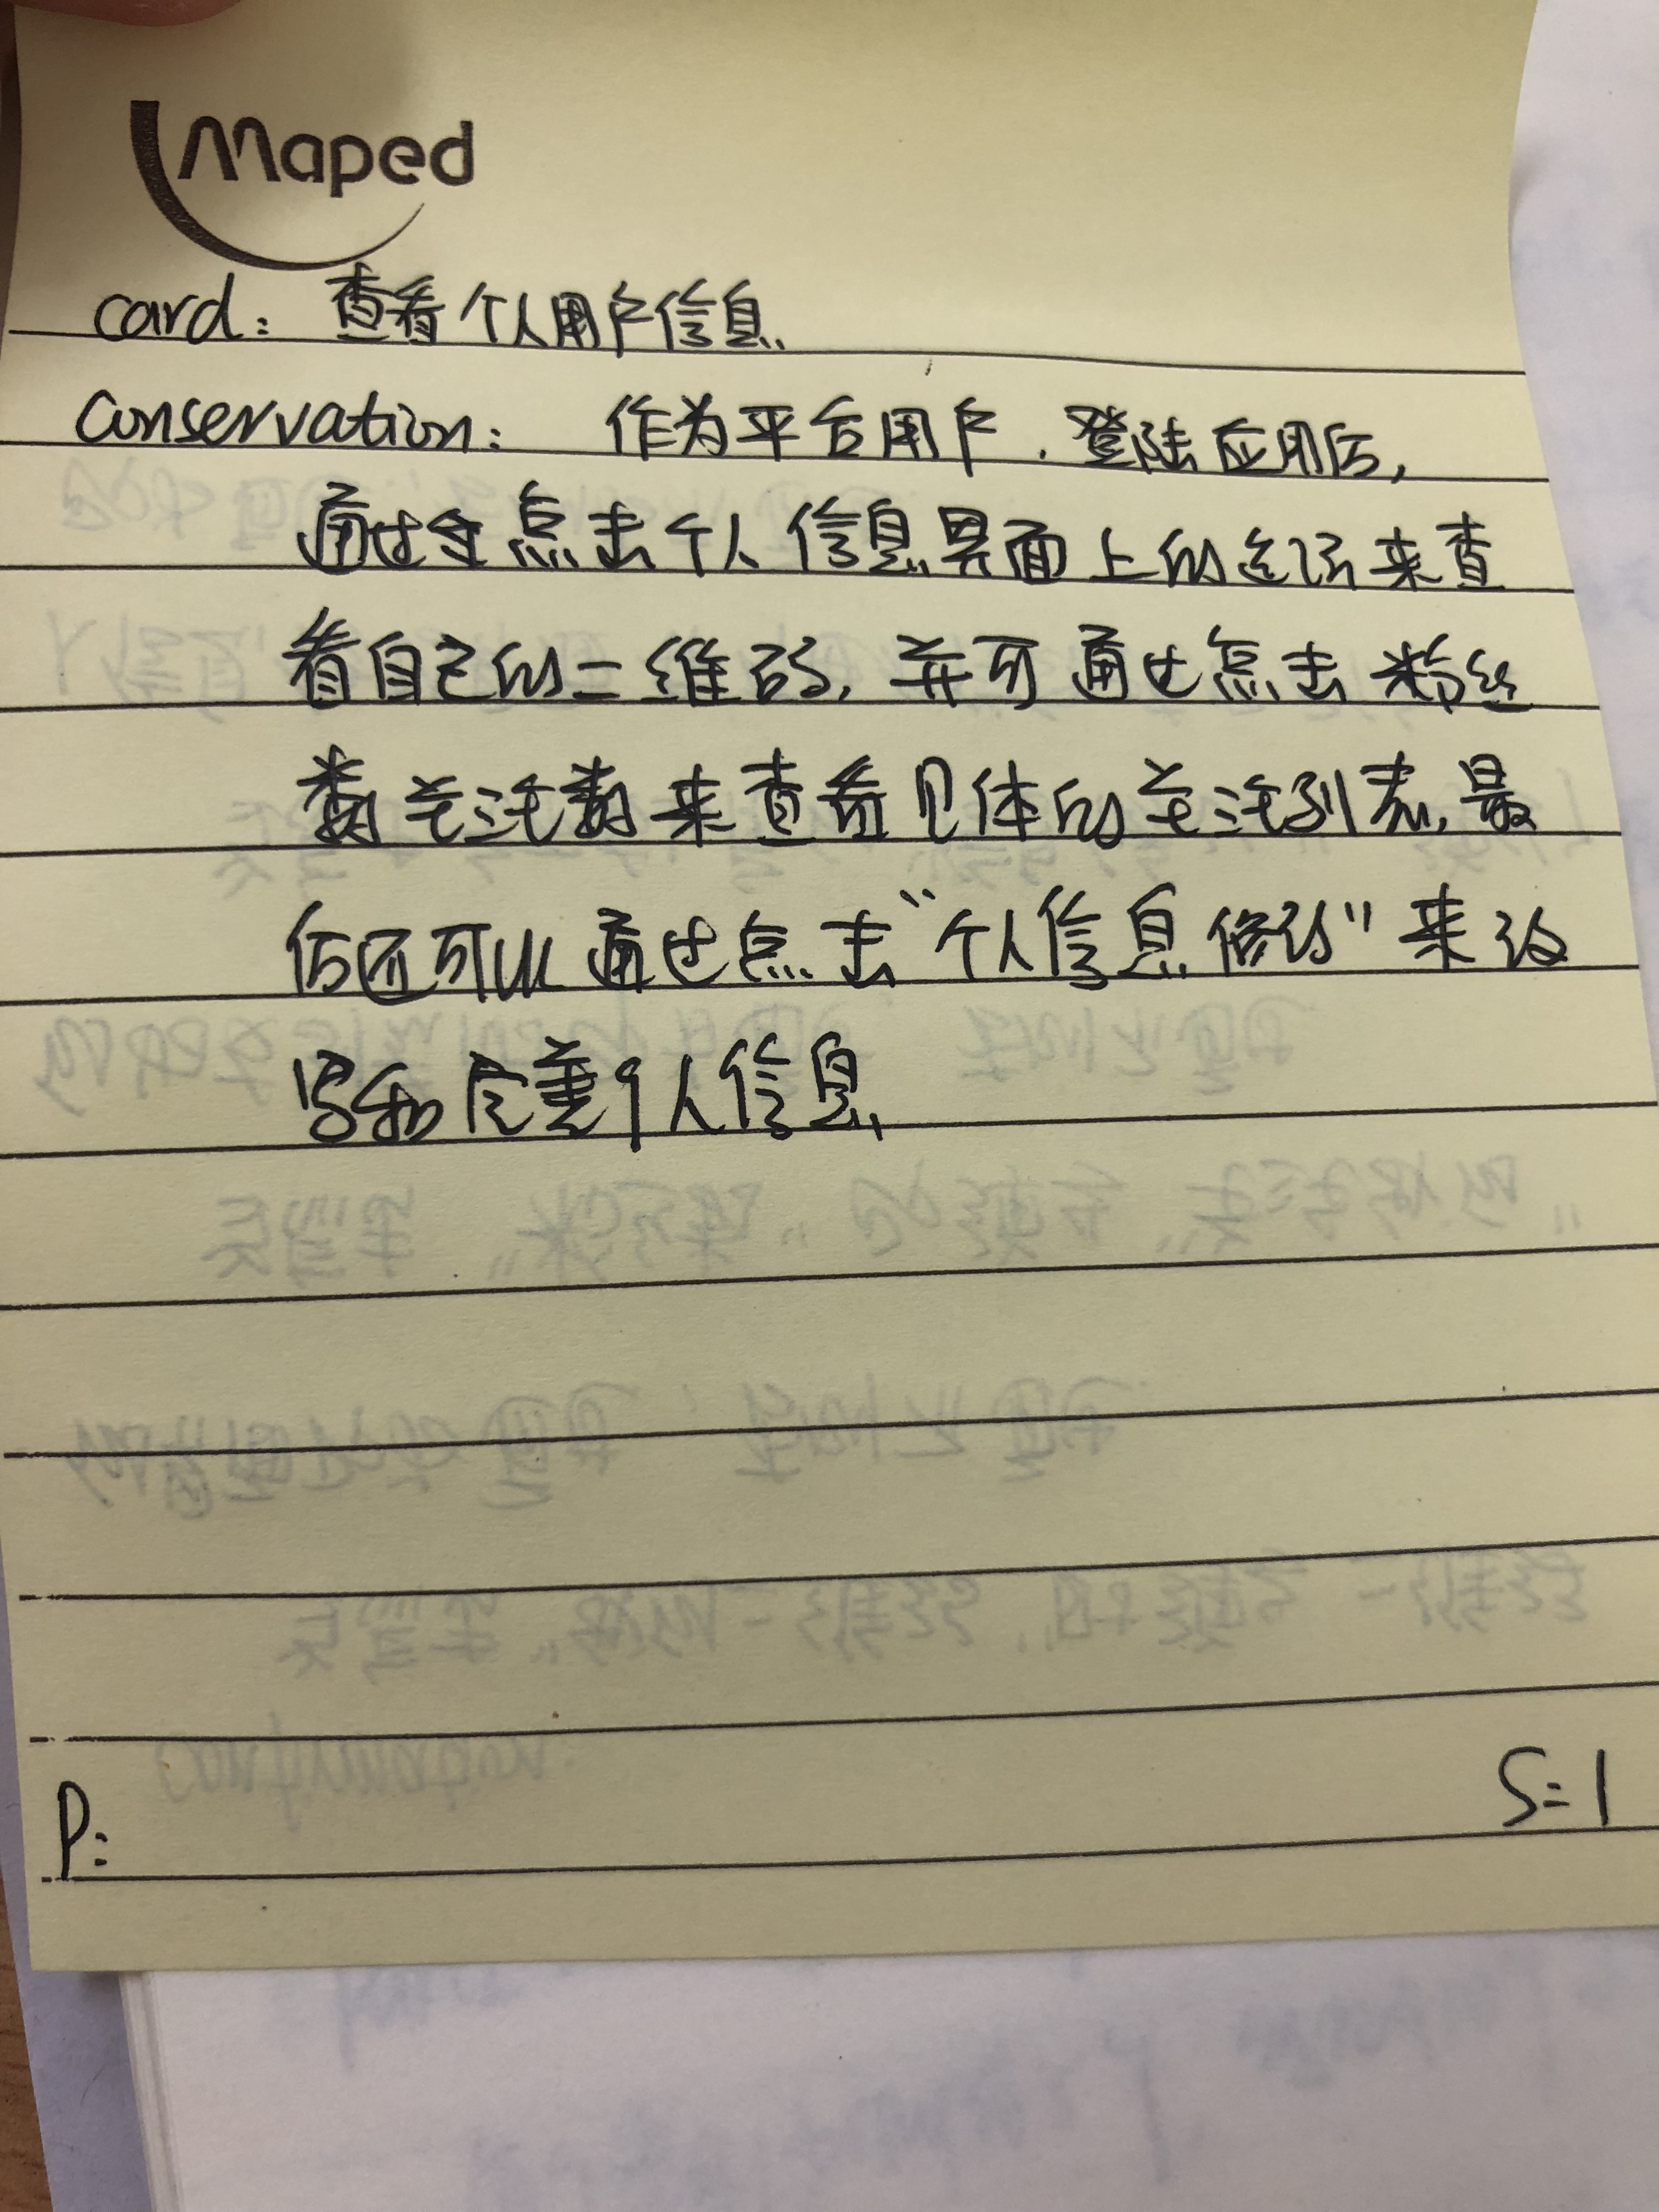 Maped
card: 查看个人用户信息
Conservation: 作为平台用户,登陆应用后,
通过点击个人信息界面上的选项来查
看自己的二维码,并可通过点击粉丝
数关注数来查看具体的关注列表,最
后还可以通过点击“个人信息修改”来改
写和完善个人信息
P:
S=1